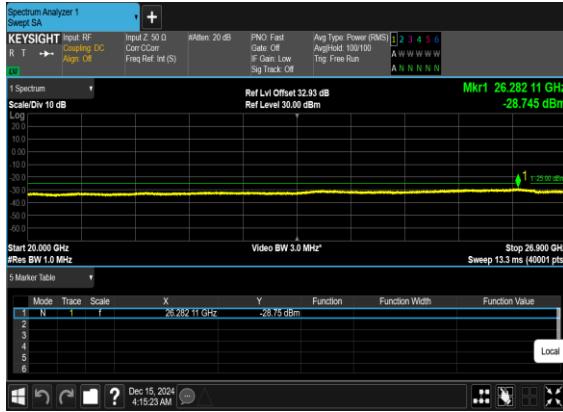 Spectrum Analyzer 1
Swept SA
+
KEYSIGHT
R T
LXI
Input: RF
Coupling: DC
Align: Off
Input Z: 50 Ω
Corr CCorr
Freq Ref: Int (S)
#Atten: 20 dB
PNO: Fast
Gate: Off
IF Gain: Low
Sig Track: Off
Avg Type: Power (RMS)
Avg|Hold: 100/100
Trig: Free Run
1 2 3 4 5 6
A W W W W W
A N N N N N
1 Spectrum
Scale/Div 10 dB
Log
Ref Lvl Offset 32.93 dB
Ref Level 30.00 dBm
Mkr1 26.282 11 GHz
-28.745 dBm
20.0
10.0
0.00
-10.0
-20.0
-30.0
-40.0
-50.0
-60.0
1
Start 20.000 GHz
#Res BW 1.0 MHz
Video BW 3.0 MHz*
Stop 26.900 GHz
Sweep 13.3 ms (40001 pts)
5 Marker Table
Mode Trace Scale X Y Function Function Width Function Value
1 N 1 f 26.282 11 GHz -28.75 dBm
2
3
4
5
6
Local
?
Dec 15, 2024
4:15:23 AM